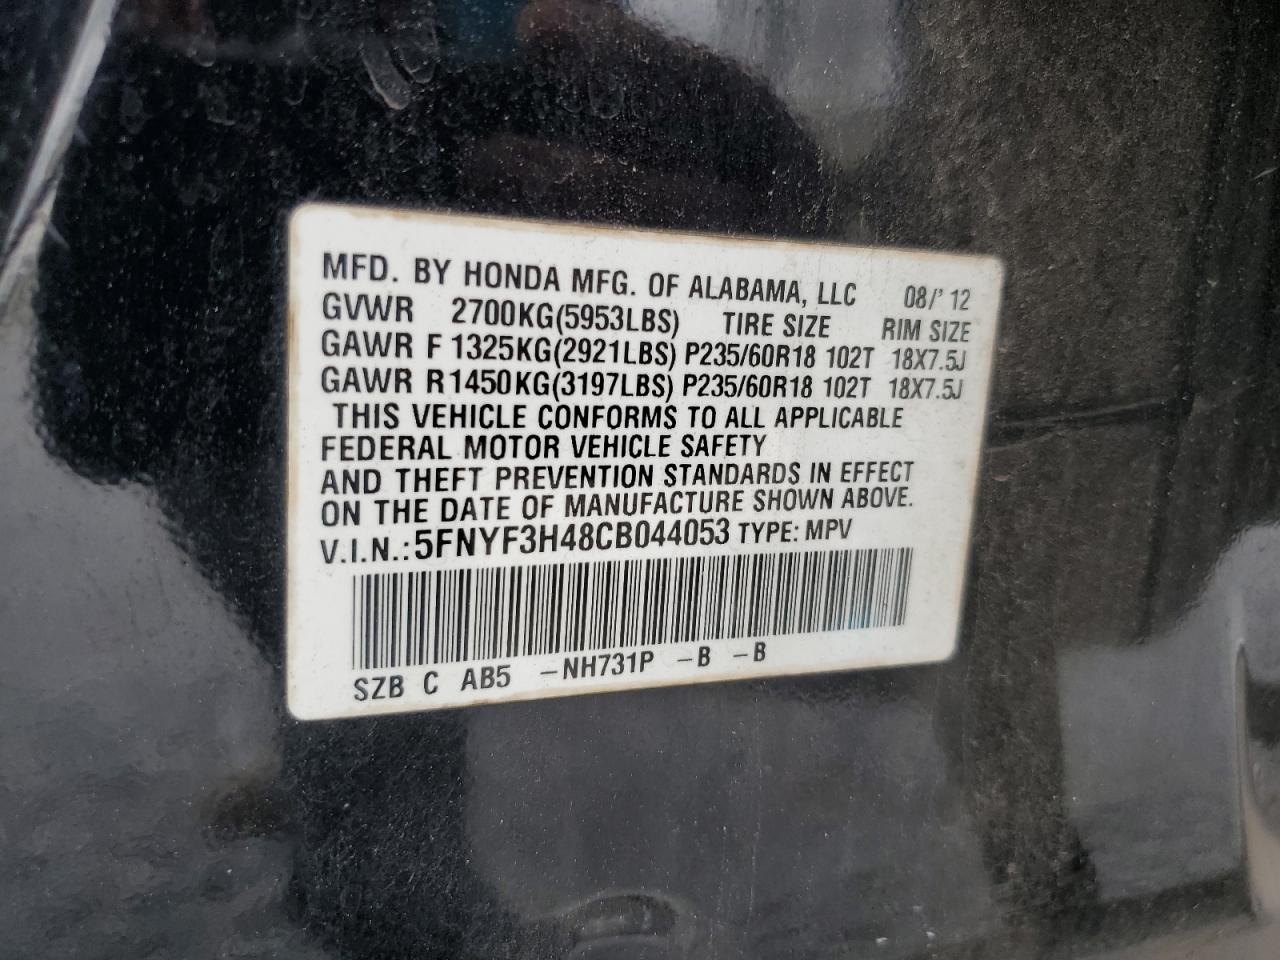 MFD. BY HONDA MFG. OF ALABAMA, LLC 08/'12
GVWR 2700KG(5953LBS) TIRE SIZE RIM SIZE
GAWR F 1325KG(2921LBS) P235/60R18 102T 18X7.5J
GAWR R1450KG(3197LBS) P235/60R18 102T 18X7.5J
THIS VEHICLE CONFORMS TO ALL APPLICABLE
FEDERAL MOTOR VEHICLE SAFETY
AND THEFT PREVENTION STANDARDS IN EFFECT
ON THE DATE OF MANUFACTURE SHOWN ABOVE.
V.I.N.: 5FNYF3H48CB044053 TYPE: MPV
SZB C AB5 -NH731P -B -B